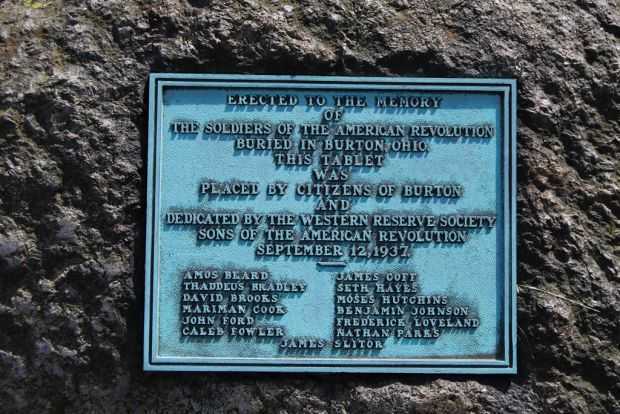 ERECTED TO THE MEMORY
OF
THE SOLDIERS OF THE AMERICAN REVOLUTION
BURIED IN BURTON OHIO.
THIS TABLET
WAS
PLACED BY CITIZENS OF BURTON
AND
DEDICATED BY THE WESTERN RESERVE SOCIETY
SONS OF THE AMERICAN REVOLUTION
SEPTEMBER 12, 1937.
AMOS BEARD
THADDEUS BRADLEY
DAVID BROOKS
MARIMAN COOK
JOHN FORD
CALEB FOWLER
JAMES GOFF
SETH HAYES
MOSES HUTCHINS
BENJAMIN JOHNSON
FREDERICK LOVELAND
NATHAN PARKS
JAMES SLYTOR